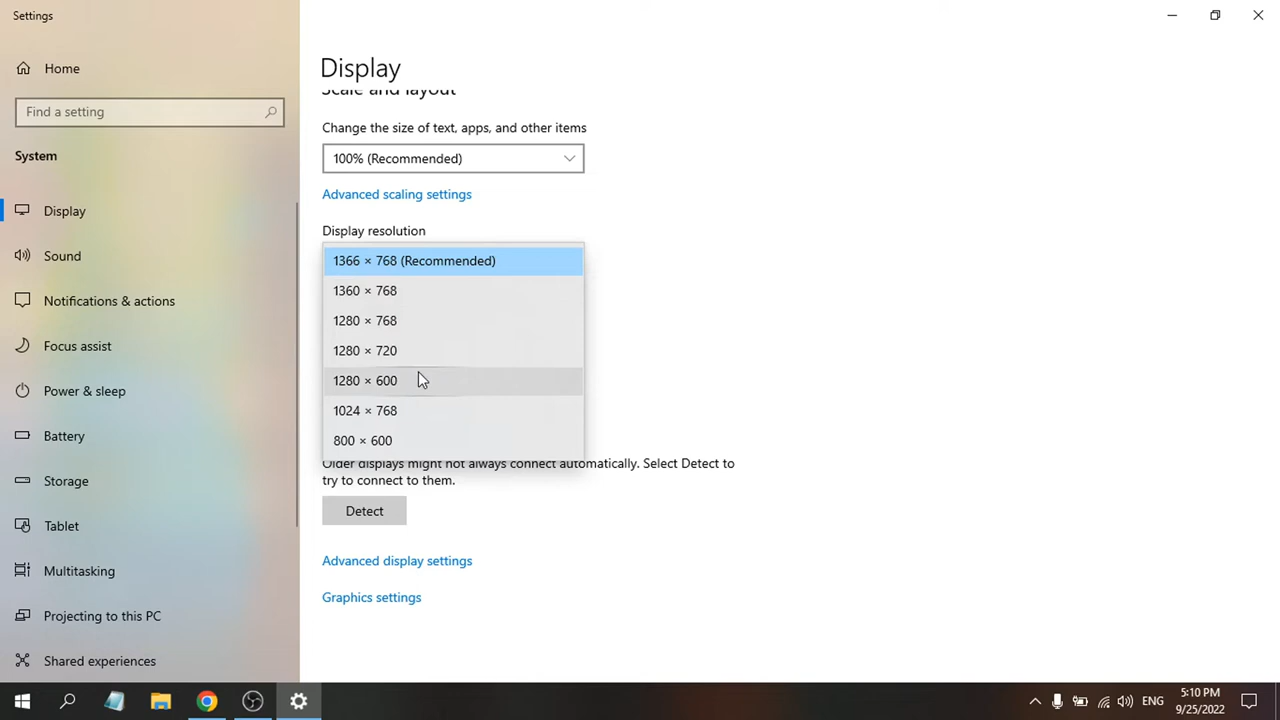 Settings
Home
Find a setting
System
Display
Sound
Notifications & actions
Focus assist
Power & sleep
Battery
Storage
Tablet
Multitasking
Projecting to this PC
Shared experiences
Display
Scale and layout
Change the size of text, apps, and other items
100% (Recommended)
Advanced scaling settings
Display resolution
1366 × 768 (Recommended)
1360 × 768
1280 × 768
1280 × 720
1280 × 600
1024 × 768
800 × 600
Older displays might not always connect automatically. Select Detect to
try to connect to them.
Detect
Advanced display settings
Graphics settings
ENG
5:10 PM
9/25/2022